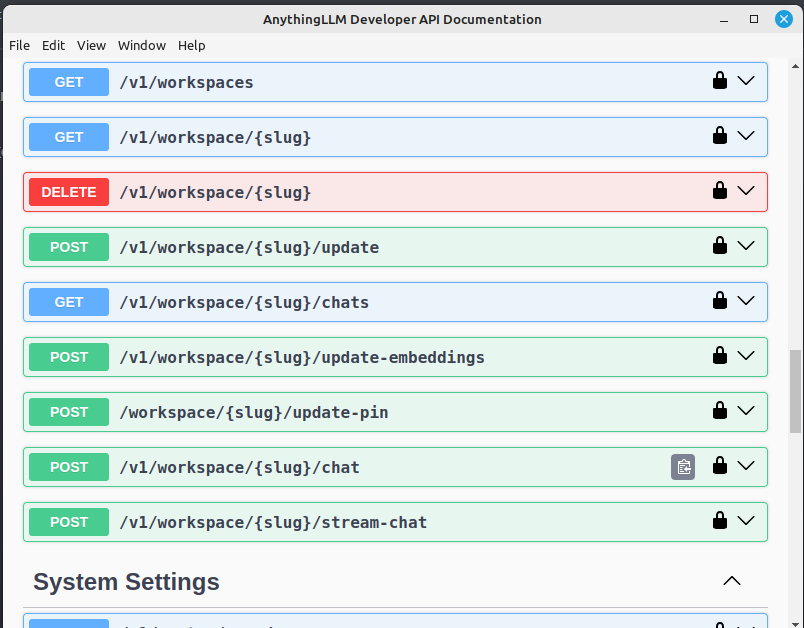 AnythingLLM Developer API Documentation
File Edit View Window Help
GET /v1/workspaces
GET /v1/workspace/{slug}
DELETE /v1/workspace/{slug}
POST /v1/workspace/{slug}/update
GET /v1/workspace/{slug}/chats
POST /v1/workspace/{slug}/update-embeddings
POST /workspace/{slug}/update-pin
POST /v1/workspace/{slug}/chat
POST /v1/workspace/{slug}/stream-chat
System Settings